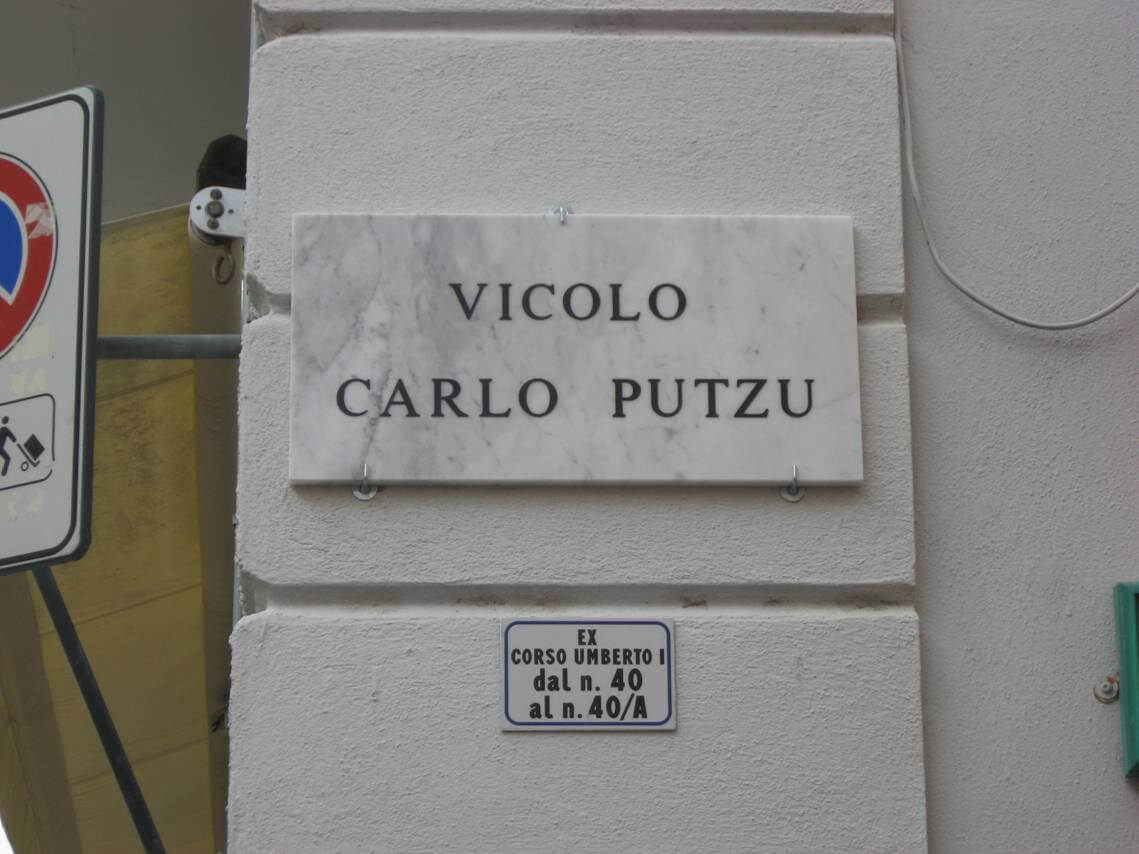 VICOLO
CARLO PUTZU
EX
CORSO UMBERTO I
dal n. 40
al n. 40/A